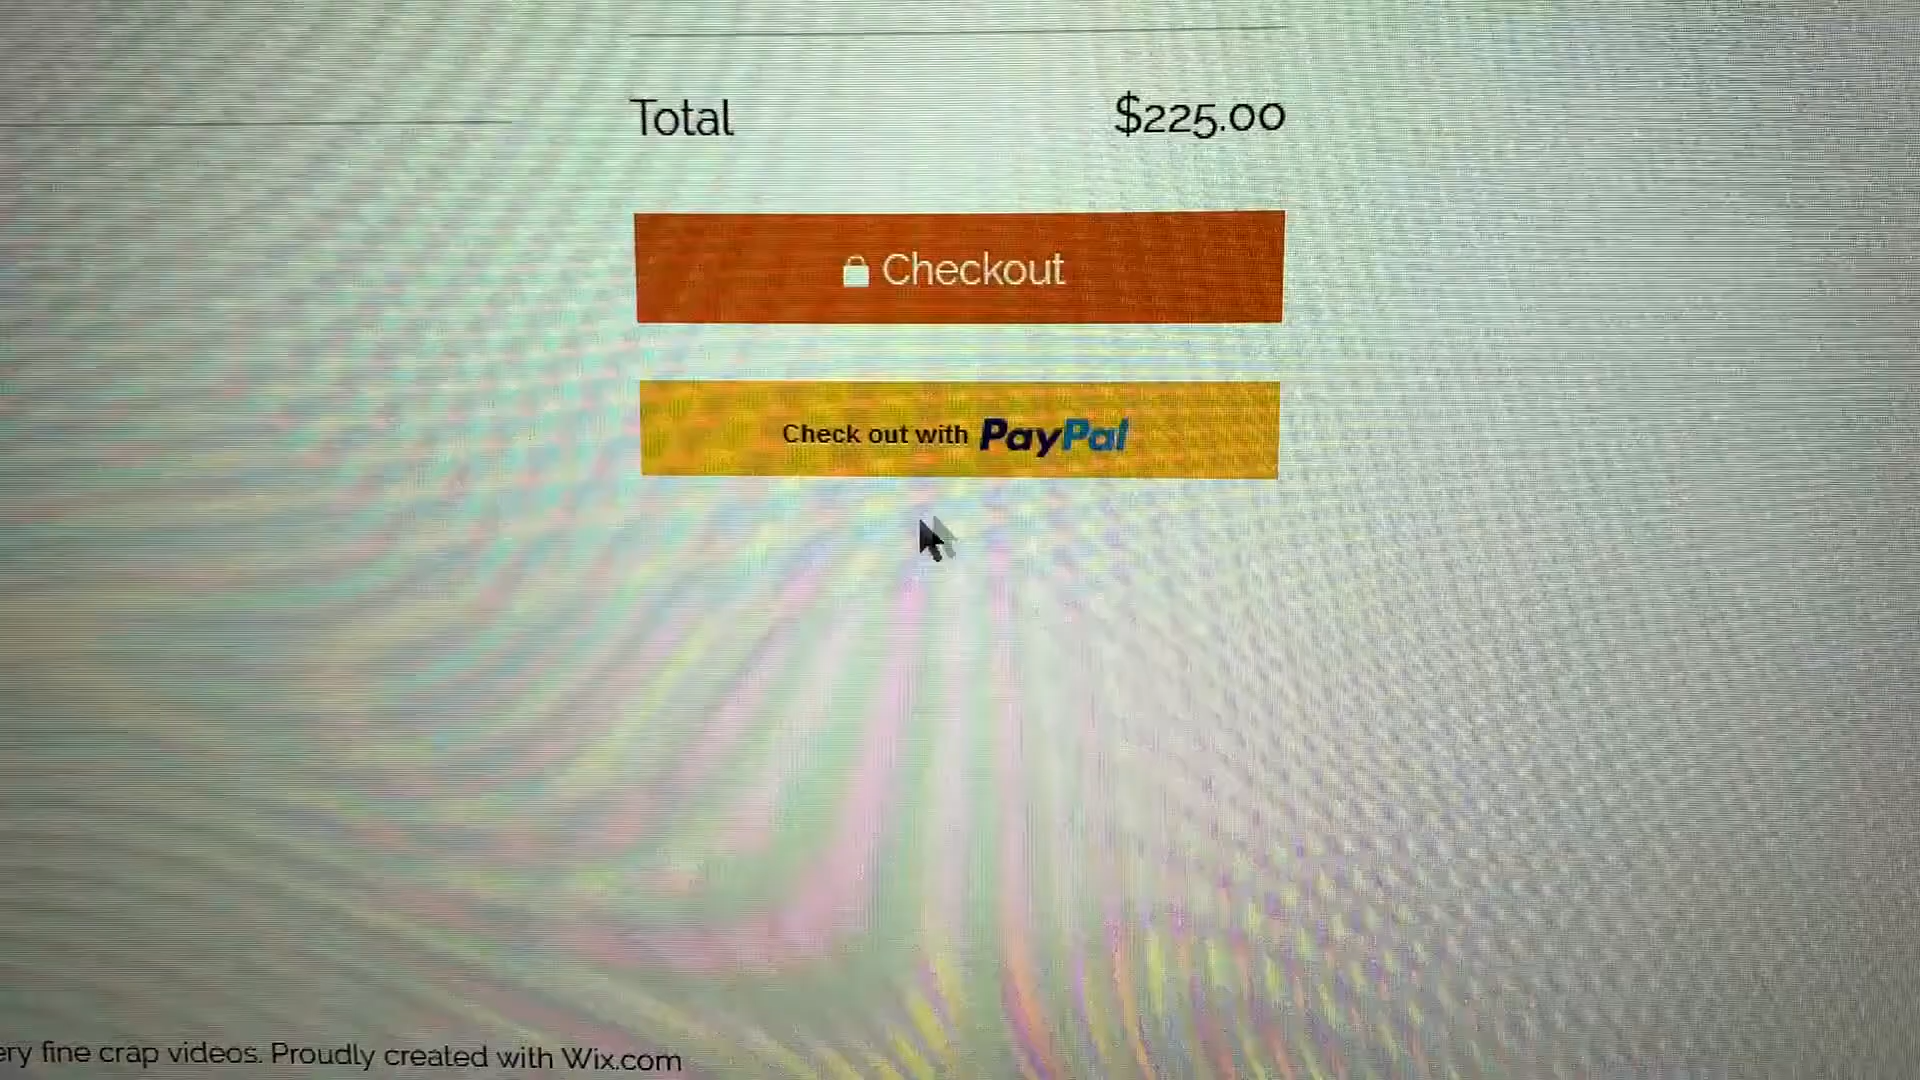 Total
$225.00
Checkout
Check out with PayPal
ery fine crap videos. Proudly created with Wix.com